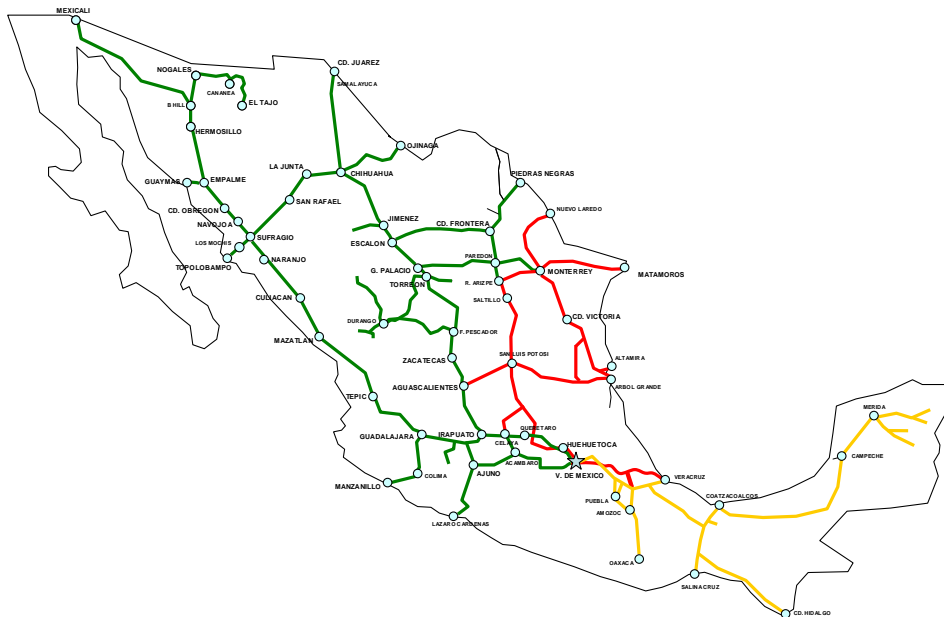 MEXICALI
CD. JUAREZ
NOGALES
SAMALAYUCA
CANANEA
B HILL
EL TAJO
HERMOSILLO
OJINAGA
LA JUNTA
CHIHUAHUA
PIEDRAS NEGRAS
GUAYMAS
EMPALME
SAN RAFAEL
CD. OBREGON
NUEVO LAREDO
NAVOJOA
JIMENEZ
CD. FRONTERA
SUFRAGIO
LOS MOCHIS
ESCALON
NARANJO
PAREDON
TOPOLOBAMPO
G. PALACIO
MONTERREY
MATAMOROS
TORREON
R. ARIZPE
CULIACAN
SALTILLO
DURANGO
CD. VICTORIA
F. PESCADOR
MAZATLAN
SAN LUIS POTOSI
ZACATECAS
ALTAMIRA
AGUASCALIENTES
ARBOL GRANDE
TEPIC
MERIDA
QUERETARO
GUADALAJARA
IRAPUATO
CELAYA
HUEHUETOCA
ACAMBARO
CAMPECHE
MANZANILLO
COLIMA
AJUNO
V. DE MEXICO
VERACRUZ
PUEBLA
COATZACOALCOS
AMOZOC
LAZARO CARDENAS
OAXACA
SALINA CRUZ
CD. HIDALGO